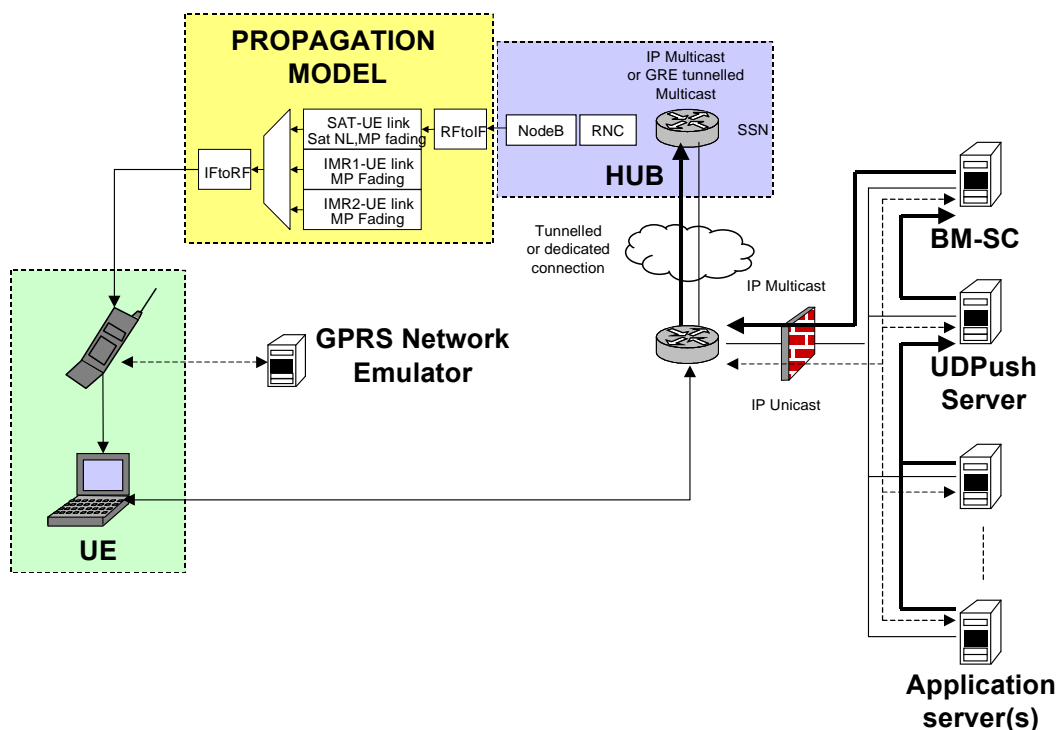 PROPAGATION
MODEL
SAT-UE link
Sat NL,MP fading
IMR1-UE link
MP Fading
IMR2-UE link
MP Fading
IFtoRF
RFtoIF
IP Multicast
or GRE tunnelled
Multicast
NodeB
RNC
SSN
HUB
Tunnelled
or dedicated
connection
IP Multicast
IP Unicast
BM-SC
UDPush
Server
Application
server(s)
GPRS Network
Emulator
UE